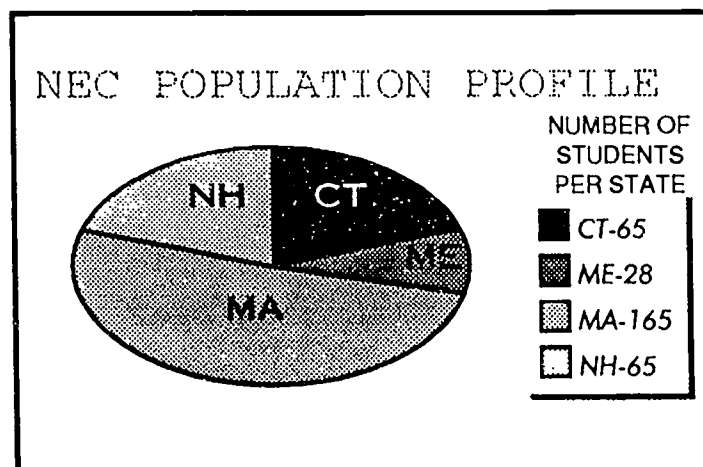 NEC POPULATION PROFILE
NUMBER OF
STUDENTS
PER STATE
NH
CT
ME
MA
CT-65
ME-28
MA-165
NH-65